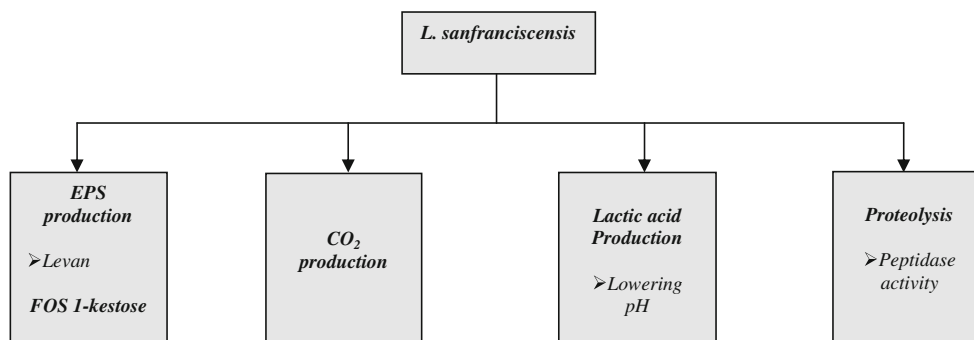 L. sanfranciscensis
EPS
production
➢Levan
FOS 1-kestose
CO₂
production
Lactic acid
Production
➢Lowering
pH
Proteolysis
➢Peptidase
activity